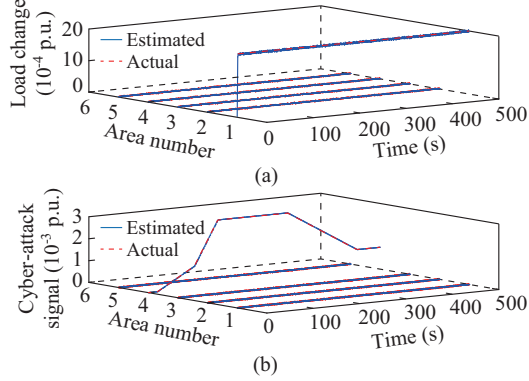 Load change
(10⁻⁴ p.u.)
20
10
0
Estimated
Actual
6
5
4
3
2
1
Area number
0
100
200
300
400
500
Time (s)
(a)
Cyber-attack
signal (10⁻³ p.u.)
3
2
1
0
Estimated
Actual
6
5
4
3
2
1
Area number
0
100
200
300
400
500
Time (s)
(b)